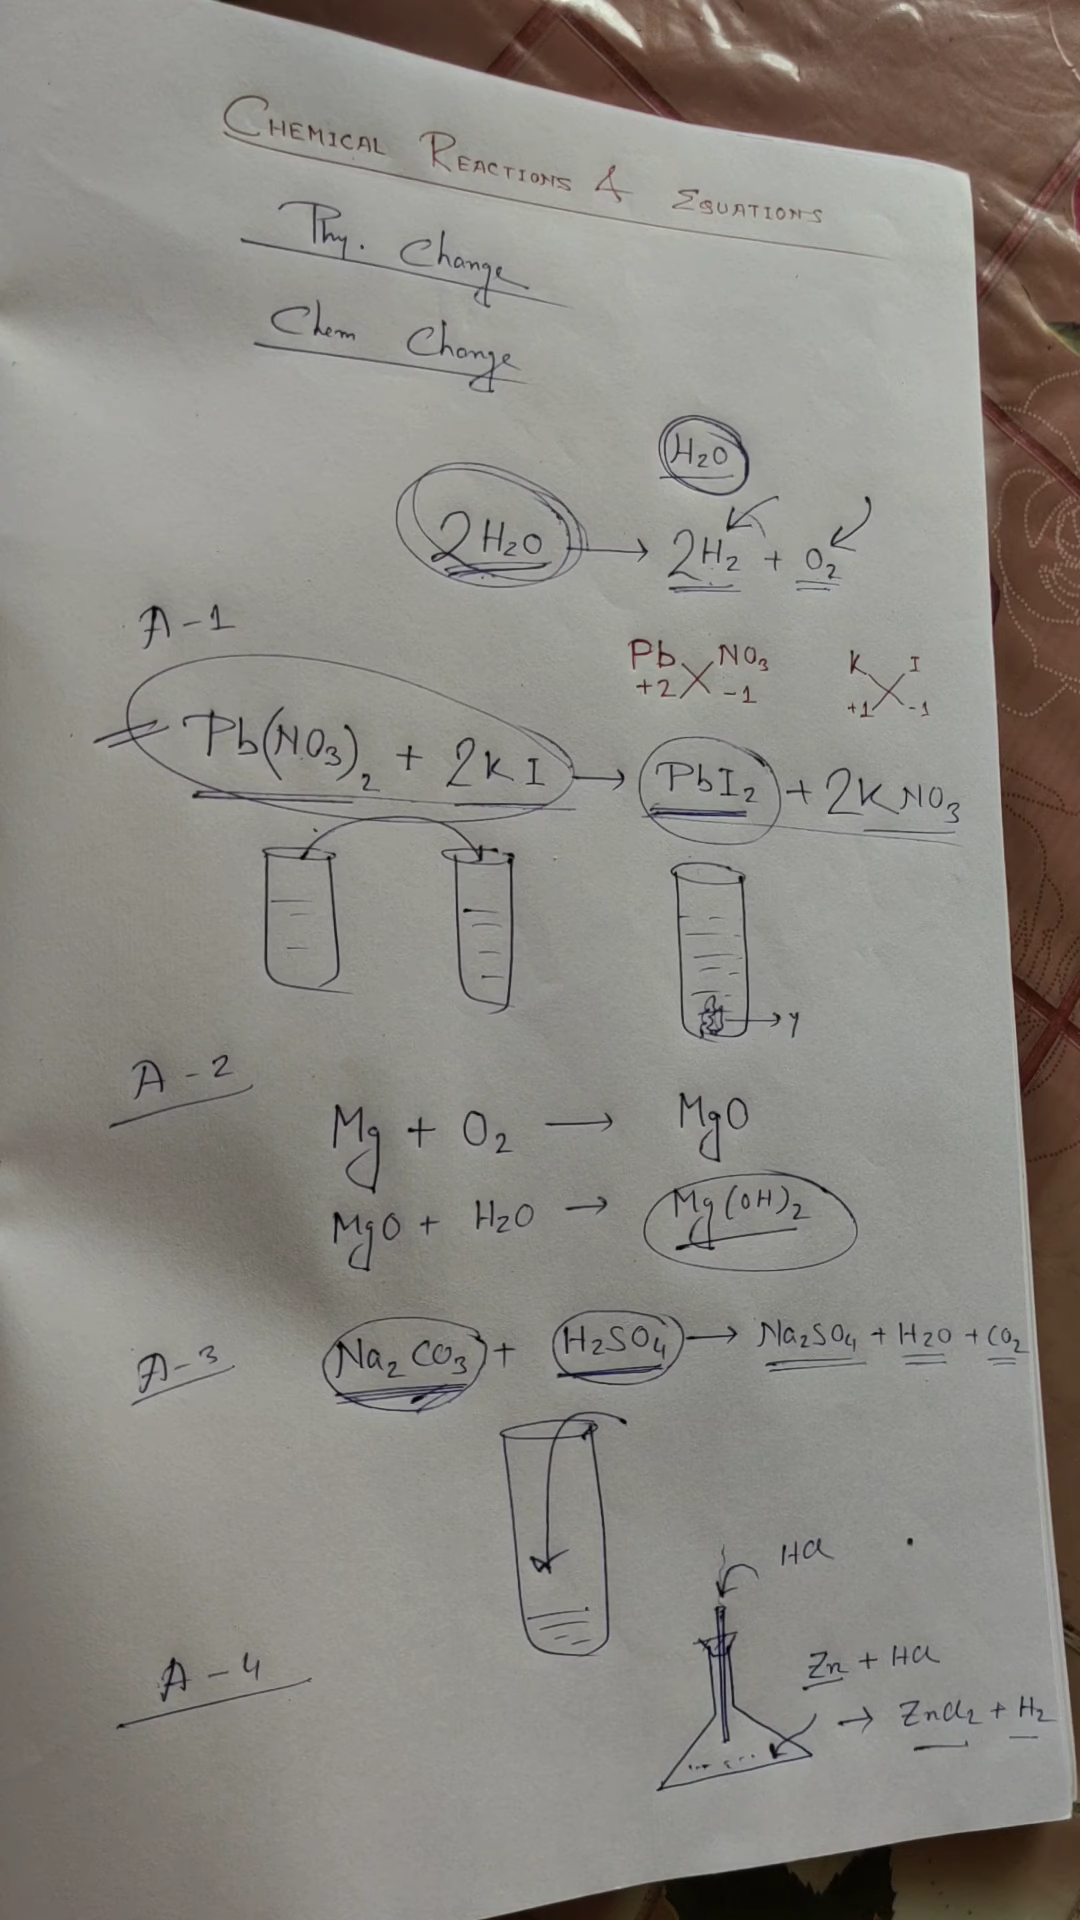 CHEMICAL REACTIONS & EQUATIONS
Phy. Change
Chem Change
H2O
2H2O → 2H2 + O2
A-1
Pb NO3 K I
+2 -1 +1 -1
Pb(NO3)2 + 2KI → PbI2 + 2KNO3
→ y
A-2
Mg + O2 → MgO
MgO + H2O → Mg(OH)2
A-3 Na2CO3 + H2SO4 → Na2SO4 + H2O + CO2
HCl
A-4
Zn + HCl
→ ZnCl2 + H2